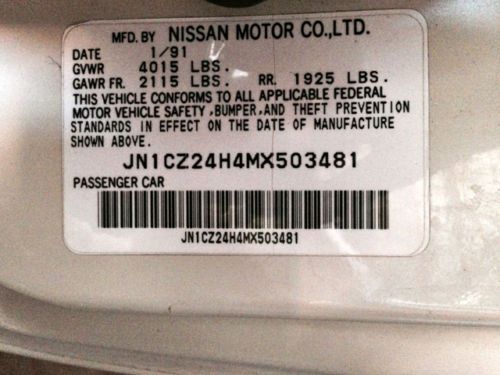 MFD. BY NISSAN MOTOR CO.,LTD.
DATE 1/91
GVWR 4015 LBS.
GAWR FR. 2115 LBS. RR. 1925 LBS.
THIS VEHICLE CONFORMS TO ALL APPLICABLE FEDERAL
MOTOR VEHICLE SAFETY ,BUMPER,AND THEFT PREVENTION
STANDARDS IN EFFECT ON THE DATE OF MANUFACTURE
SHOWN ABOVE.
JN1CZ24H4MX503481
PASSENGER CAR
JN1CZ24H4MX503481